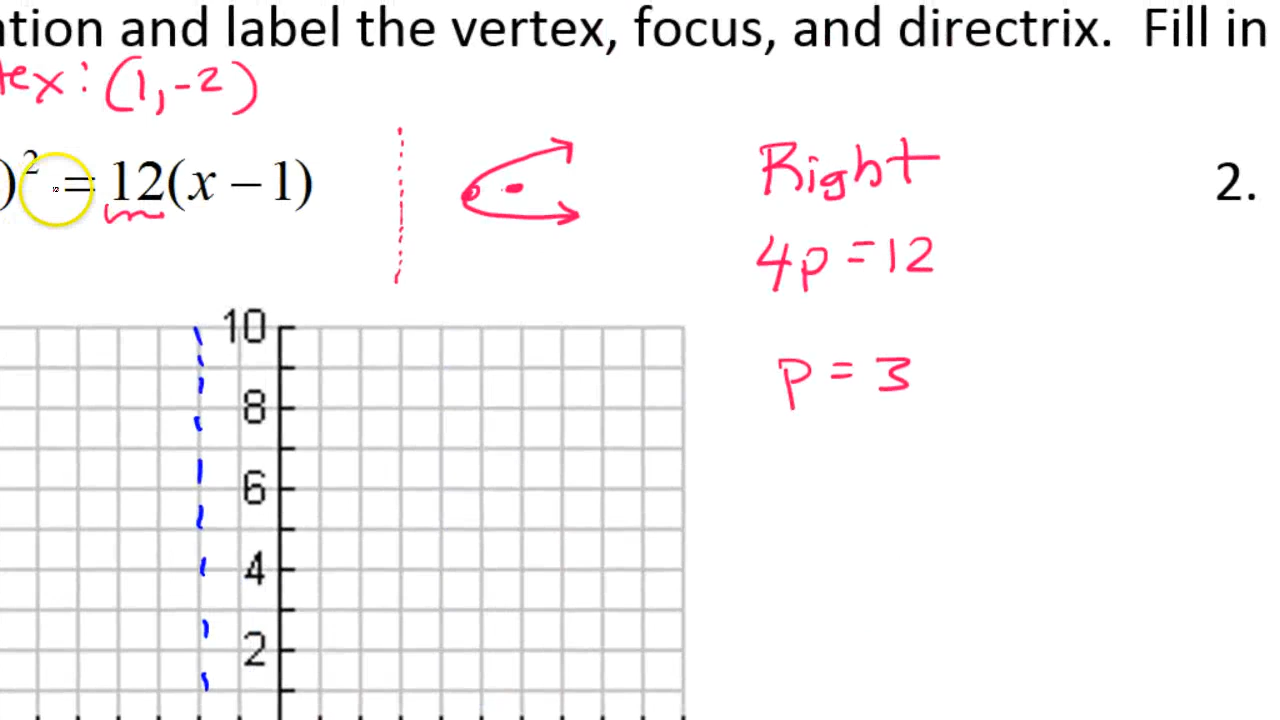 ation and label the vertex, focus, and directrix. Fill in
tex: (1, -2)
)² = 12(x − 1)
Right
2.
4p = 12
p = 3
10
8
6
4
2